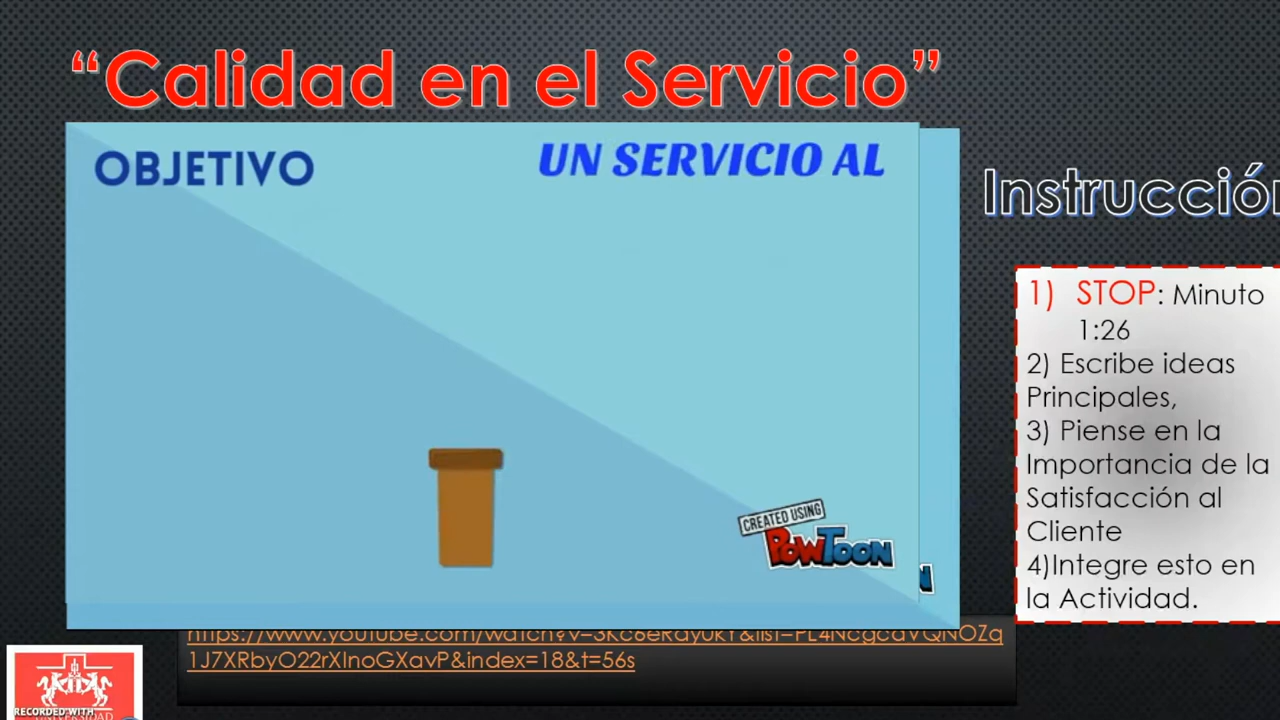 “Calidad en el Servicio”
OBJETIVO
UN SERVICIO AL
CREATED USING
POWTOON
Instrucción
1) STOP: Minuto
1:26
2) Escribe ideas
Principales,
3) Piense en la
Importancia de la
Satisfacción al
Cliente
4)Integre esto en
la Actividad.
1J7XRbyO22rXInoGXavP&index=18&t=56s
RECORDED WITH
UNIVERSIDAD